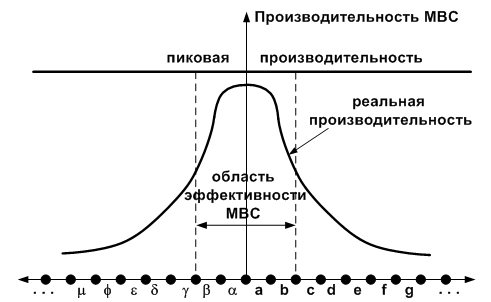 Производительность МВС
пиковая производительность
реальная
производительность
область
эффективности
МВС
... μ ϕ ε δ γ β α a b c d e f g ...